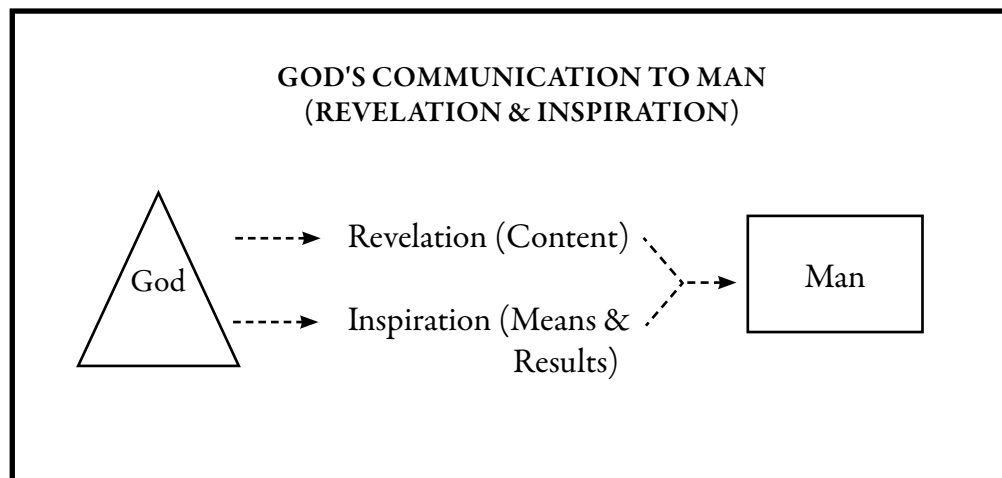 GOD'S COMMUNICATION TO MAN
(REVELATION & INSPIRATION)
God
Revelation (Content)
Inspiration (Means &
Results)
Man